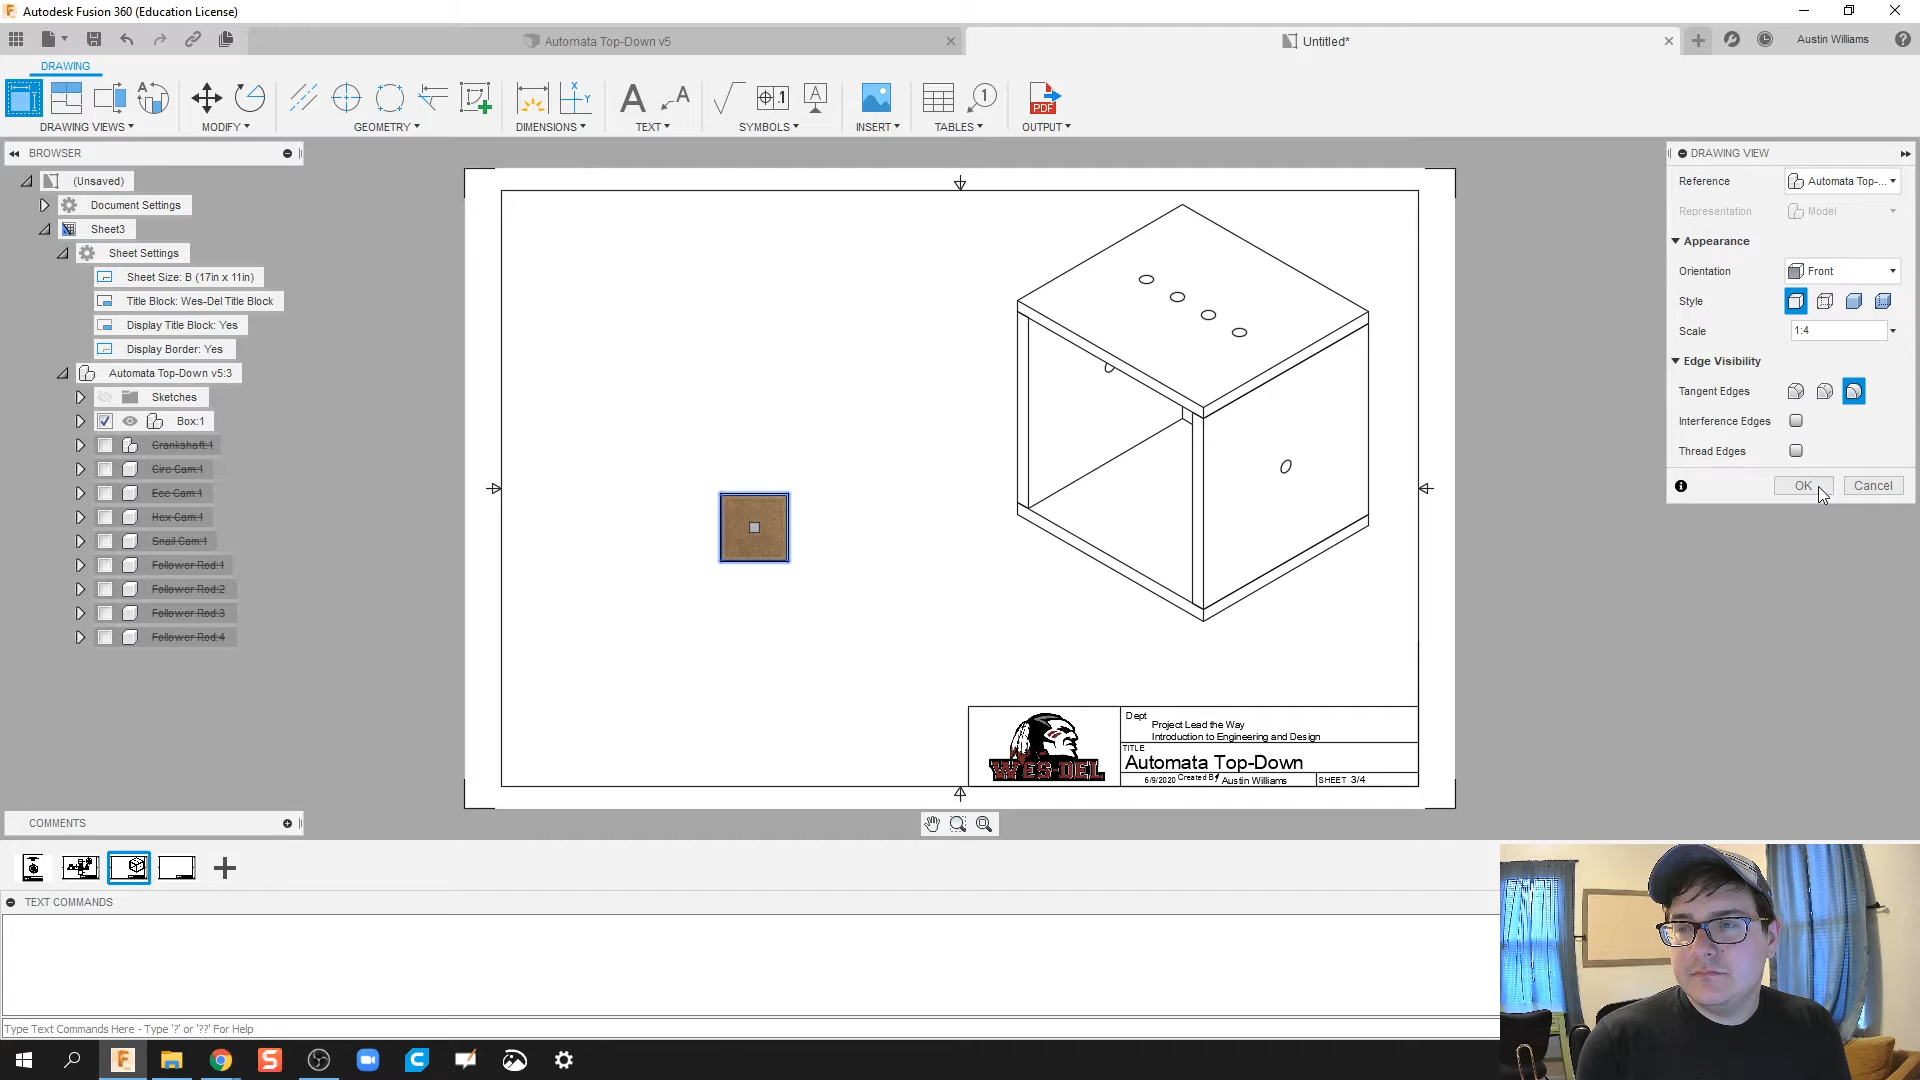 Autodesk Fusion 360 (Education License)
Automata Top-Down v5
Untitled*
Austin Williams
DRAWING
DRAWING VIEWS
MODIFY
GEOMETRY
DIMENSIONS
TEXT
SYMBOLS
INSERT
TABLES
OUTPUT
BROWSER
(Unsaved)
Document Settings
Sheet3
Sheet Settings
Sheet Size: B (17in x 11in)
Title Block: Wes-Del Title Block
Display Title Block: Yes
Display Border: Yes
Automata Top-Down v5:3
Sketches
Box:1
Crankshaft:1
Circ Cam:1
Ecc Cam:1
Hex Cam:1
Snail Cam:1
Follower Rod:1
Follower Rod:2
Follower Rod:3
Follower Rod:4
DRAWING VIEW
Reference
Automata Top-...
Representation
Model
Appearance
Orientation
Front
Style
Scale
1:4
Edge Visibility
Tangent Edges
Interference Edges
Thread Edges
OK
Cancel
WES-DEL
Dept
Project Lead the Way
Introduction to Engineering and Design
TITLE
Automata Top-Down
6/9/2020 Created By Austin Williams
SHEET 3/4
COMMENTS
TEXT COMMANDS
Type Text Commands Here - Type '?' or '??' For Help